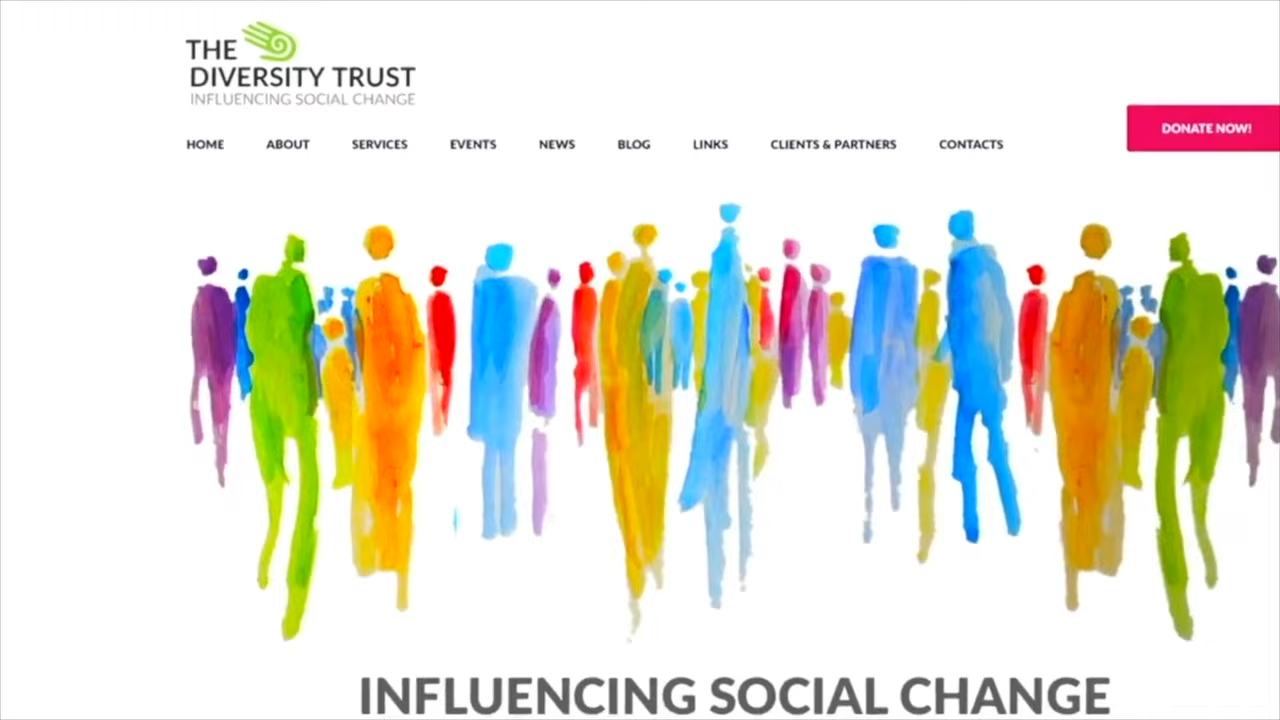 THE
DIVERSITY TRUST
INFLUENCING SOCIAL CHANGE
DONATE NOW!
HOME ABOUT SERVICES EVENTS NEWS BLOG LINKS CLIENTS & PARTNERS CONTACTS
INFLUENCING SOCIAL CHANGE